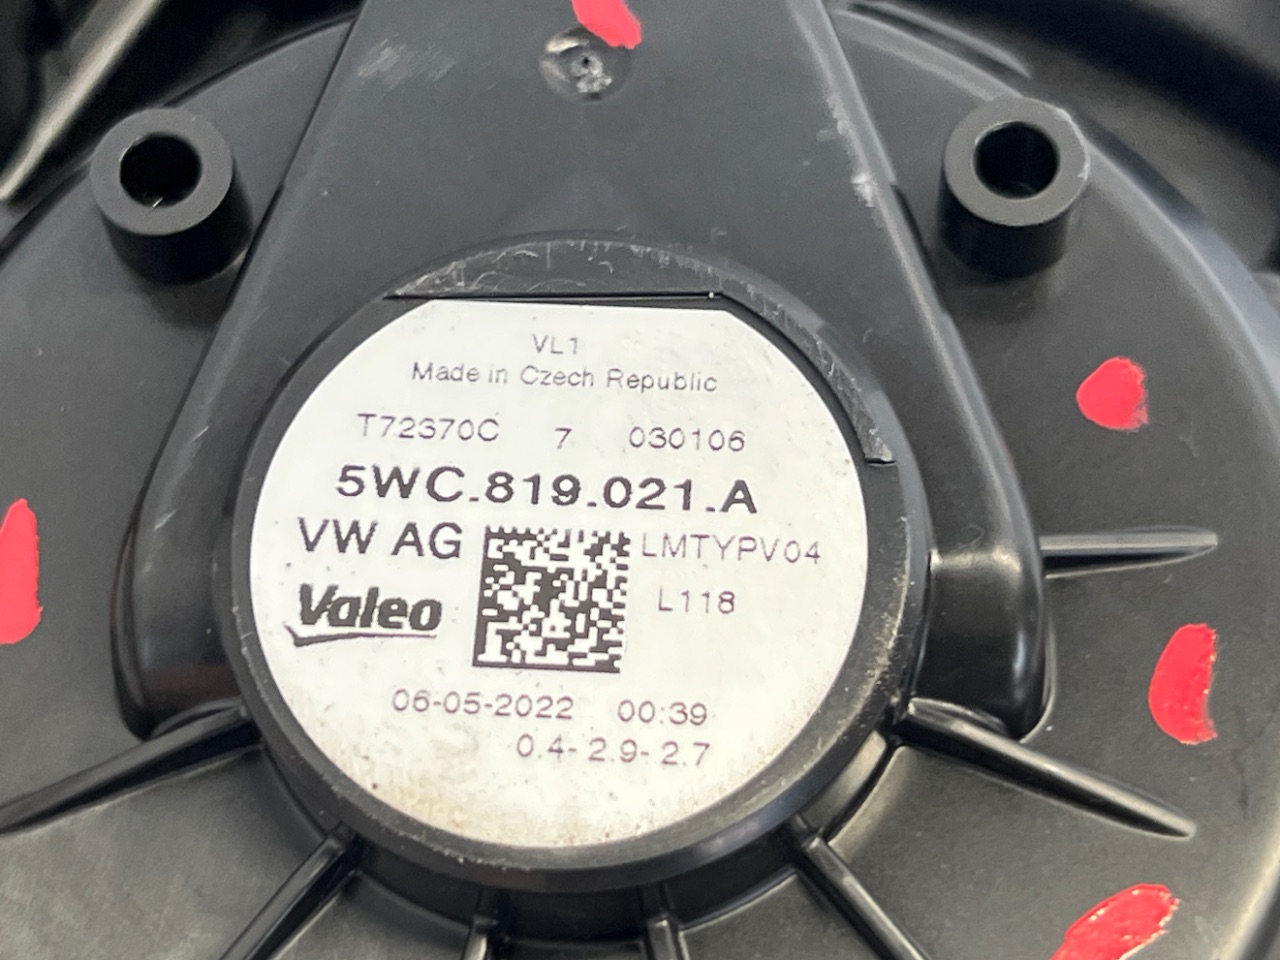 VL1
Made in Czech Republic
T72370C 7 030106
5WC.819.021.A
VW AG LMTYPV04
Valeo L118
06-05-2022 00:39
0.4- 2.9- 2.7